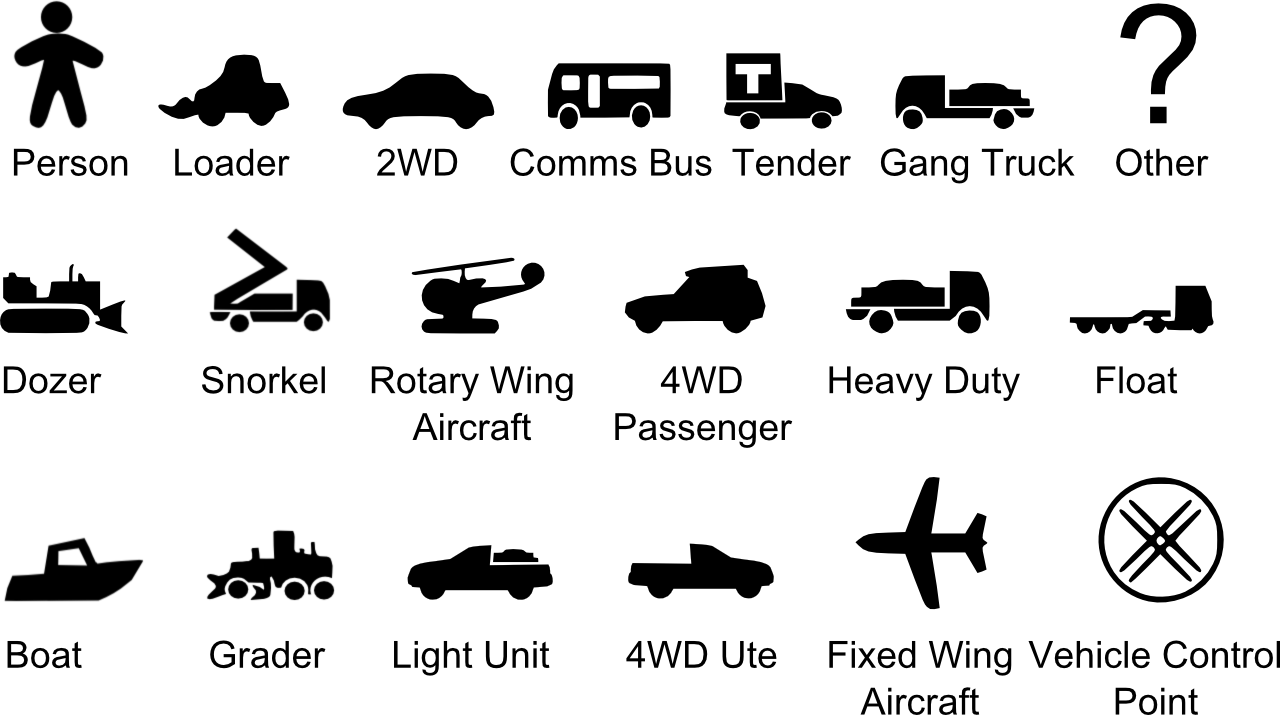 ?
T
Person Loader 2WD Comms Bus Tender Gang Truck Other
Dozer Snorkel Rotary Wing 4WD Heavy Duty Float
Aircraft Passenger
Boat Grader Light Unit 4WD Ute Fixed Wing Vehicle Control
Aircraft Point